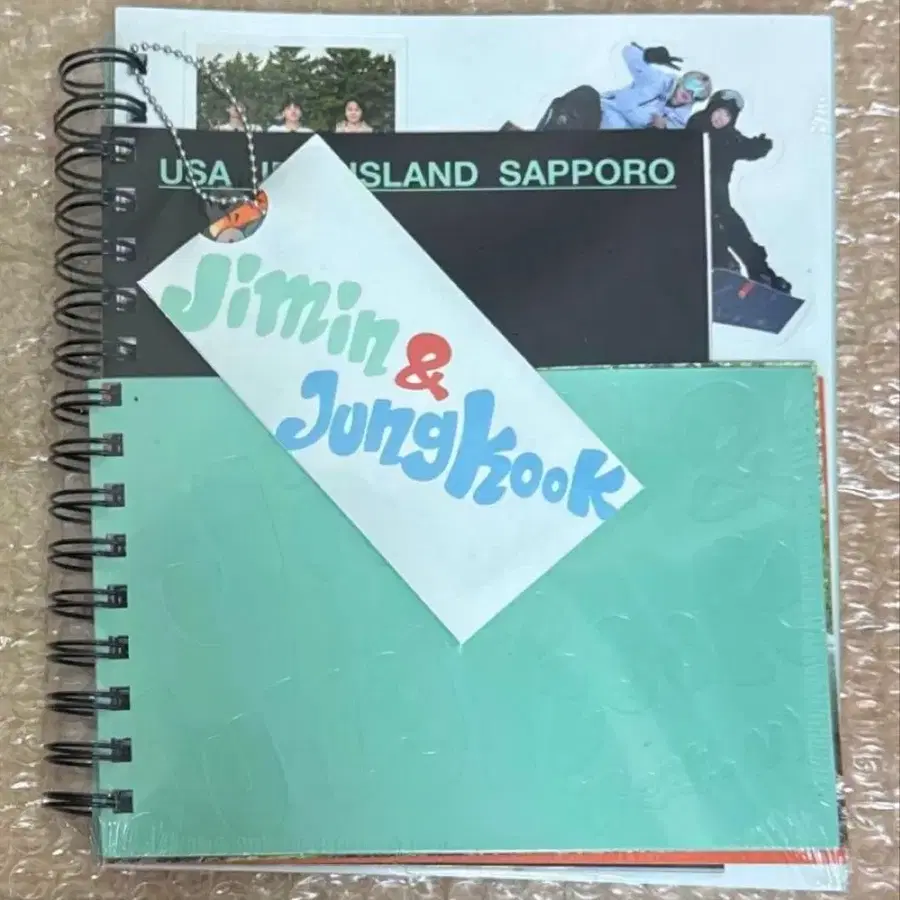 USA ISLAND SAPPORO
Jimin
&
JungKook